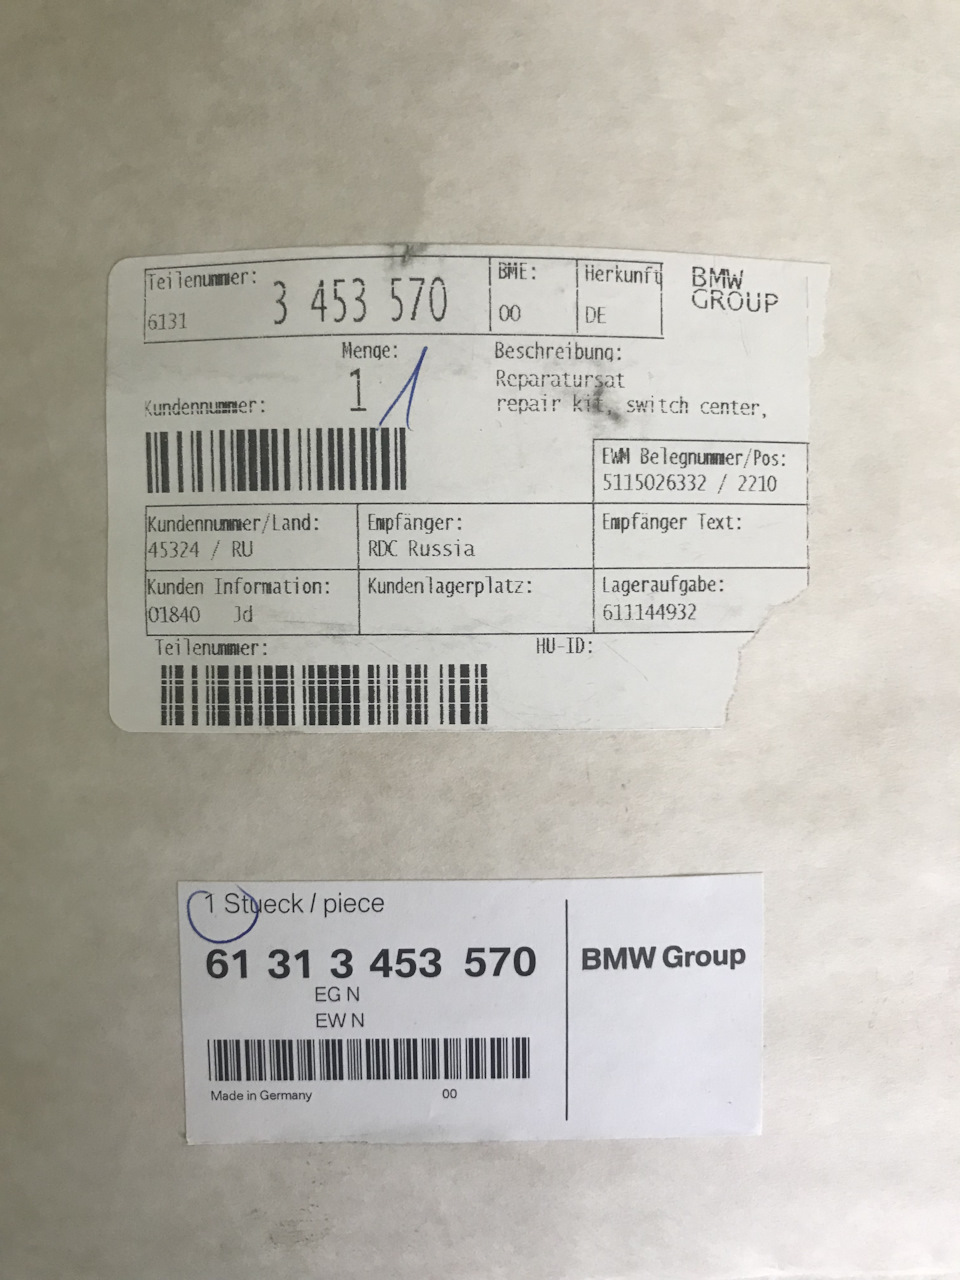 Teilenummer: 6131 3 453 570
BME: 00
Herkunft DE
BMW GROUP
Menge: 1 1
Beschreibung:
Reparatursat
repair kit, switch center,
Kundennummer:
EWM Belegnummer/Pos:
5115026332 / 2210
Kundennummer/Land:
45324 / RU
Empfänger:
RDC Russia
Empfänger Text:
Kunden Information:
01840 Jd
Kundenlagerplatz:
Lageraufgabe:
611144932
Teilenummer:
HU-ID:
1 Stueck / piece
61 31 3 453 570
EG N
EW N
Made in Germany 00
BMW Group